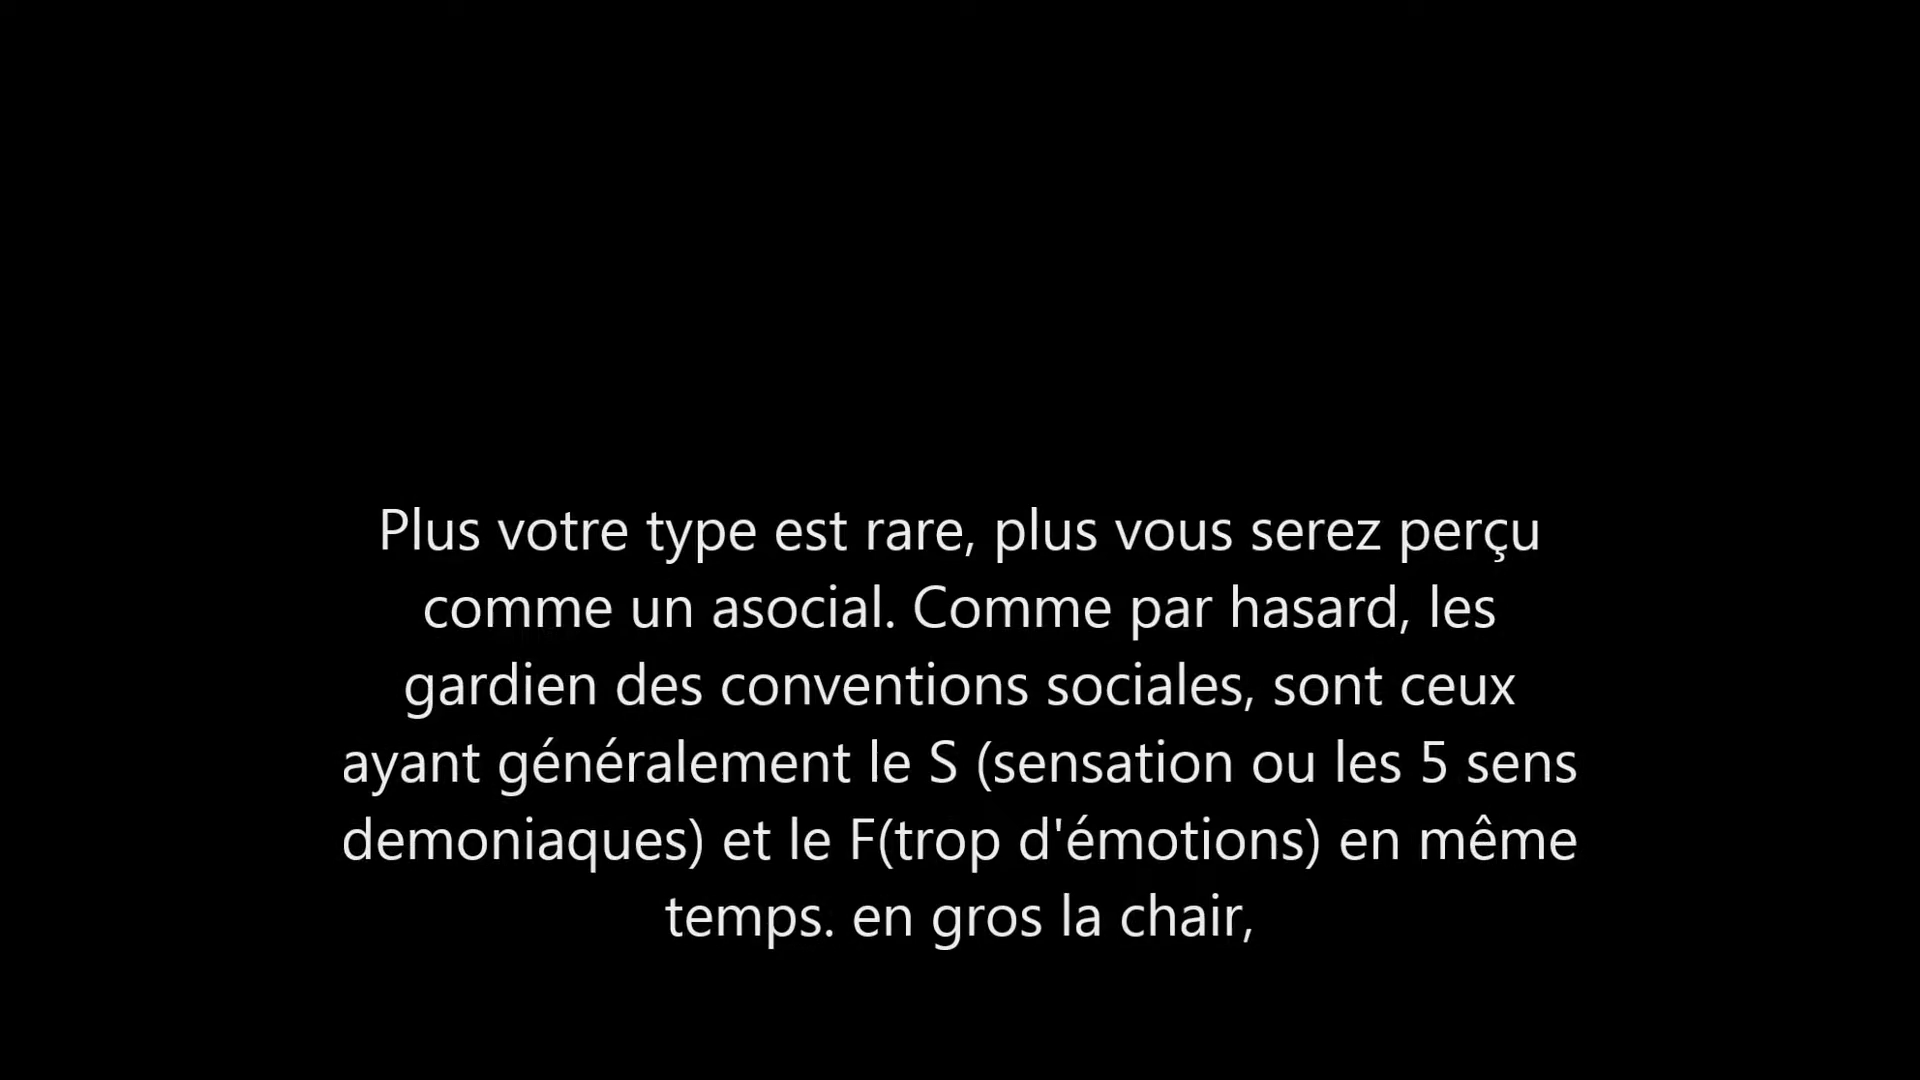 Plus votre type est rare, plus vous serez perçu
comme un asocial. Comme par hasard, les
gardien des conventions sociales, sont ceux
ayant généralement le S (sensation ou les 5 sens
demoniaques) et le F(trop d'émotions) en même
temps. en gros la chair,